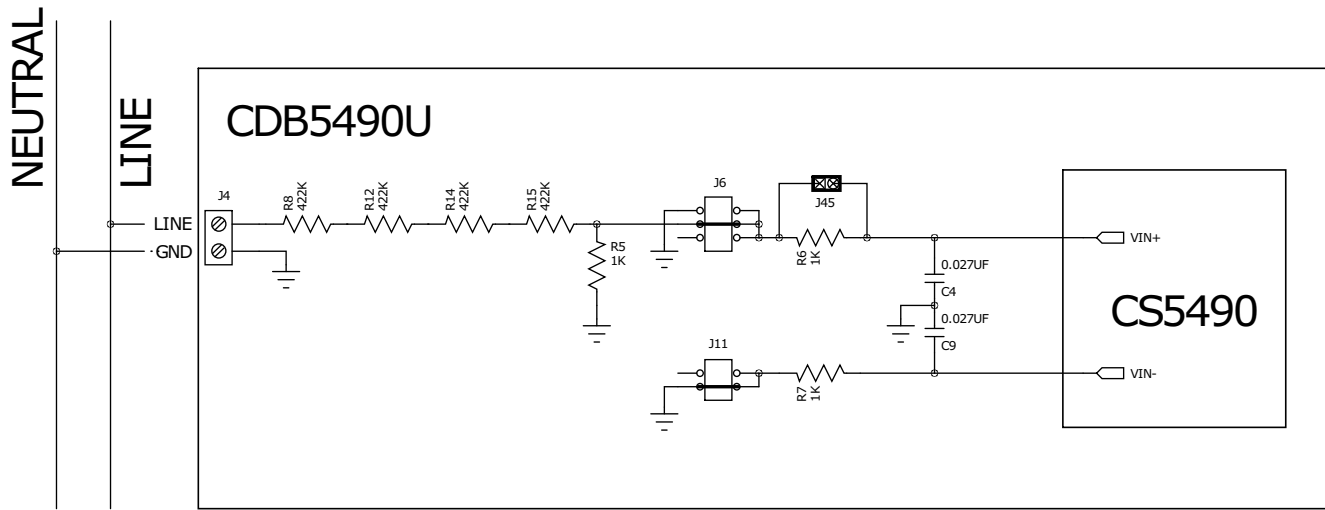 NEUTRAL
LINE
CDB5490U
J4
LINE
GND
R8
422K
R12
422K
R14
422K
R15
422K
R5
1K
J6
J45
R6
1K
VIN+
0.027UF
C4
0.027UF
C9
CS5490
J11
R7
1K
VIN-